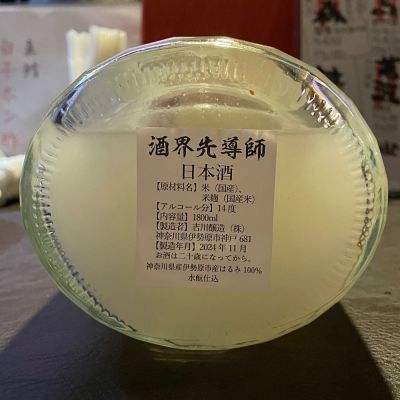 酒界先導師
日本酒
【原材料名】米(国産)、
米麹(国産米)
【アルコール分】14度
【内容量】1800ml
【製造者】吉川醸造(株)
神奈川県伊勢原市神戸681
【製造年月】2024年11月
お酒は二十歳になってから。
神奈川県産伊勢原市産はるみ100%
水酛仕込